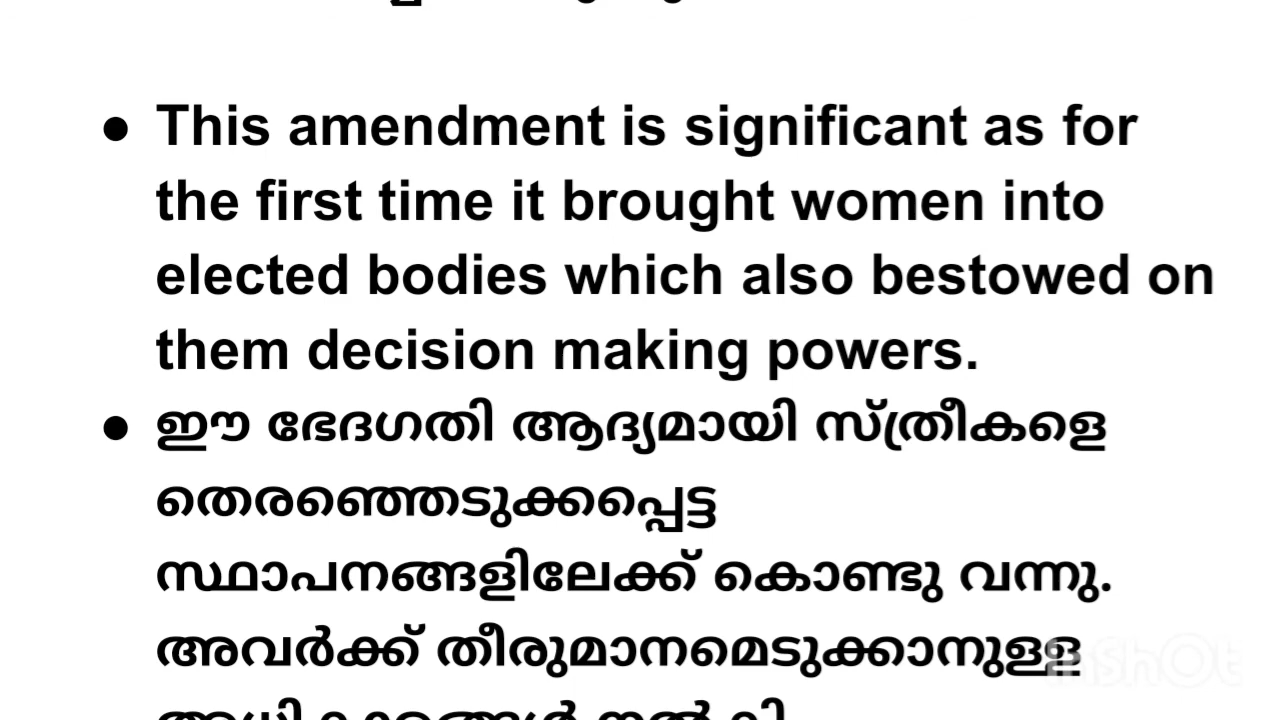 ● This amendment is significant as for
the first time it brought women into
elected bodies which also bestowed on
them decision making powers.
● ഈ ഭേദഗതി ആദ്യമായി സ്ത്രീകളെ
തെരഞ്ഞെടുക്കപ്പെട്ട
സ്ഥാപനങ്ങളിലേക്ക് കൊണ്ടു വന്നു.
അവർക്ക് തീരുമാനമെടുക്കാനുള്ള
InShOt